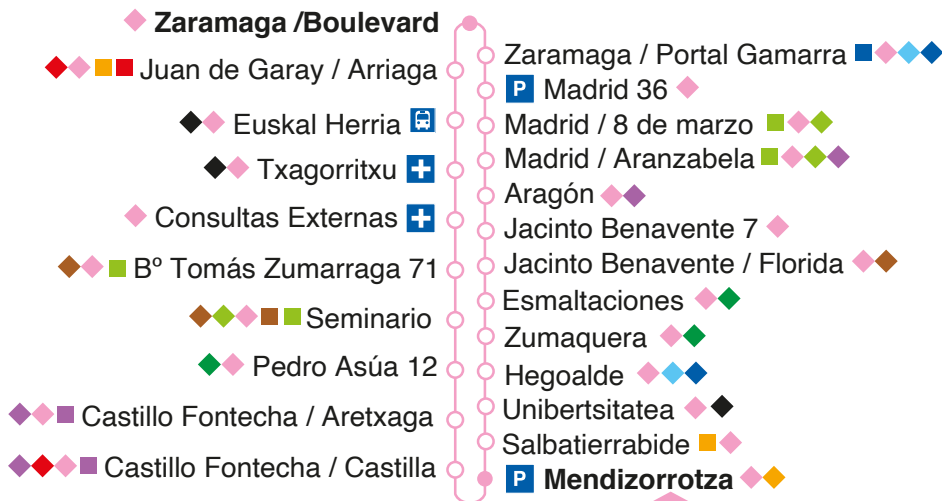 Zaramaga /Boulevard
Juan de Garay / Arriaga
Euskal Herria
Txagorritxu
Consultas Externas
Bº Tomás Zumarraga 71
Seminario
Pedro Asúa 12
Castillo Fontecha / Aretxaga
Castillo Fontecha / Castilla
Zaramaga / Portal Gamarra
P Madrid 36
Madrid / 8 de marzo
Madrid / Aranzabela
Aragón
Jacinto Benavente 7
Jacinto Benavente / Florida
Esmaltaciones
Zumaquera
Hegoalde
Unibertsitatea
Salbatierrabide
P Mendizorrotza